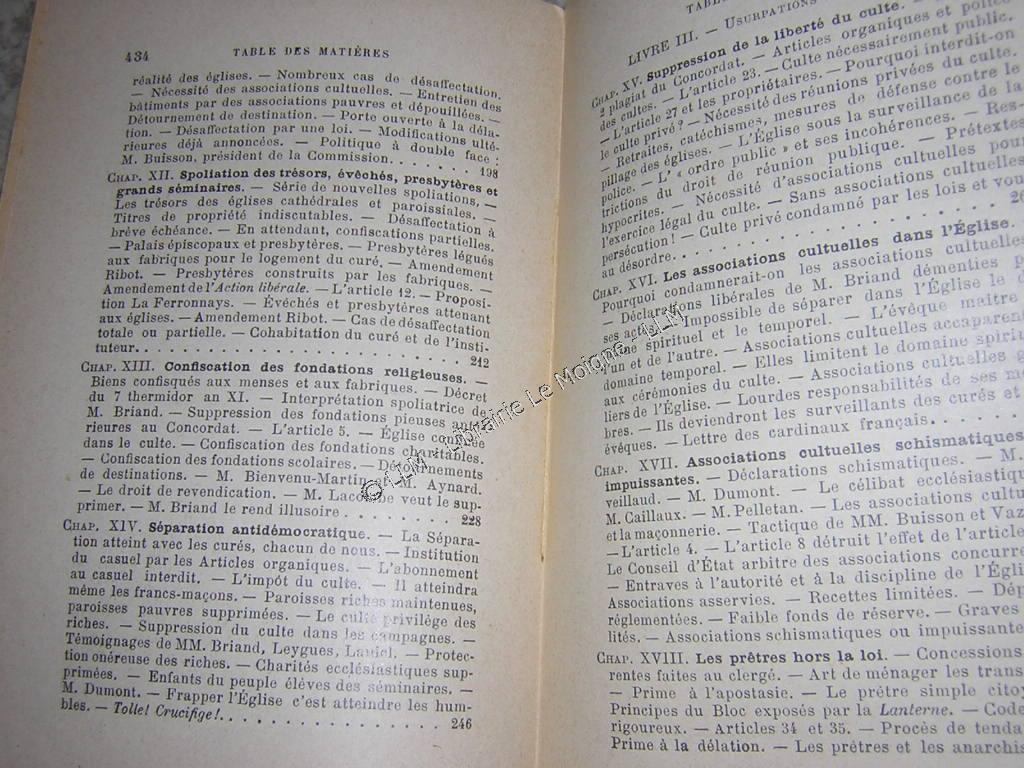 434 TABLE DES MATIÈRES
réalité des églises. — Nombreux cas de désaffectation.
— Nécessité des associations cultuelles. — Entretien des
bâtiments par des associations pauvres et dépouillées. —
Détournement de destination. — Porte ouverte à la déla-
tion. — Désaffectation par une loi. — Modifications ulté-
rieures déjà annoncées. — Politique à double face :
M. Buisson, président de la Commission. . . . . . 198
CHAP. XII. Spoliation des trésors, évêchés, presbytères et
grands séminaires. — Série de nouvelles spoliations, —
Les trésors des églises cathédrales et paroissiales. —
Titres de propriété indiscutables. — Désaffectation à
brève échéance. — En attendant, confiscations partielles.
— Palais épiscopaux et presbytères. — Presbytères légués
aux fabriques pour le logement du curé. — Amendement
Ribot. — Presbytères construits par les fabriques. —
Amendement de l'Action libérale. — L'article 12. — Proposi-
tion La Ferronnays. — Évêchés et presbytères attenant
aux églises. — Amendement Ribot. — Cas de désaffectation
totale ou partielle. — Cohabitation du curé et de l'insti-
tuteur. . . . . . . . . . . . . . . . . . 212
CHAP. XIII. Confiscation des fondations religieuses. —
Biens confisqués aux menses et aux fabriques. — Décret
du 7 thermidor an XI. — Interprétation spoliatrice de
M. Briand. — Suppression des fondations pieuses anté-
rieures au Concordat. — L'article 5. — Église confinée
dans le culte. — Confiscation des fondations charitables.
— Confiscation des fondations scolaires. — Détournements
de destinations. — M. Bienvenu-Martin. — M. Aynard.
— Le droit de revendication. — M. veut le sup-
primer. — M. Briand le rend illusoire . . . . . . . . 228
CHAP. XIV. Séparation antidémocratique. — La Sépara-
tion atteint avec les curés, chacun de nous. — Institution
du casuel par les Articles organiques. — L'abonnement
au casuel interdit. — L'impôt du culte. — Il atteindra
même les francs-maçons. — Paroisses riches maintenues,
paroisses pauvres supprimées. — Le culte privilège des
riches. — Suppression du culte dans les campagnes. —
Témoignages de MM. Briand, Leygues, — Protec-
tion onéreuse des riches. — Charités ecclésiastiques sup-
primées. — Enfants du peuple élèves des séminaires. —
M. Dumont. — Frapper l'Église c'est atteindre les hum-
bles. — Tolle! Crucifige!. . . . . . . . . . . . . . 246
TABL
LIVRE III. — USURPATIONS
CHAP. XV. Suppression de la liberté du culte.
2 plagiat du Concordat. — Articles organiques et police
des cultes. — L'article 23. — Culte nécessairement public.
— L'article 27 et les propriétaires. — Pourquoi interdit-on
le culte privé? — Nécessité des réunions privées du culte.
— Retraites, catéchismes, mesures de défense contre le
pillage des églises. — L'Église sous la surveillance de la
police. — L' « ordre public » et ses incohérences. — Res-
trictions du droit de réunion publique. — Prétextes
hypocrites. — Nécessité d'associations cultuelles pour
l'exercice légal du culte. — Sans associations cultuelles
persécution! — Culte privé condamné par les lois et vou
au désordre. . . . . . . . . . . . . . . .
CHAP. XVI. Les associations cultuelles dans l'Église.
Pourquoi condamnerait-on les associations cultuelles
— Déclarations libérales de M. Briand démenties p
ses Impossible de séparer dans l'Église le d
spirituel et le temporel. — L'évêque maître
l'un et de l'autre. — Associations cultuelles accaparent
domaine temporel. — Elles limitent le domaine spirit
aux cérémonies du culte. — Associations cultuelles
liers de l'Église. — Lourdes responsabilités de ses me
bres. — Ils deviendront les surveillants des curés et
évêques. — Lettre des cardinaux français. . . . .
CHAP. XVII. Associations cultuelles schismatiques
impuissantes. — Déclarations schismatiques. — M.
veillaud. — M. Dumont. — Le célibat ecclésiastiq
M. Caillaux. — M. Pelletan. — Les associations cultu
et la maçonnerie. — Tactique de MM. Buisson et Vaz
— L'article 4. — L'article 8 détruit l'effet de l'article
Le Conseil d'État arbitre des associations concurre
— Entraves à l'autorité et à la discipline de l'Égli
Associations asservies. — Recettes limitées. — Dép
réglementées. — Faible fonds de réserve. — Graves
lités. — Associations schismatiques ou impuissante
CHAP. XVIII. Les prêtres hors la loi. — Concessions
rentes faites au clergé. — Art de ménager les trans
— Prime à l'apostasie. — Le prêtre simple citoy
Principes du Bloc exposés par la Lanterne. — Code
rigoureux. — Articles 34 et 35. — Procès de tenda
Prime à la délation. — Les prêtres et les anarchis
© LLM - Librairie Le Moigne - LLM